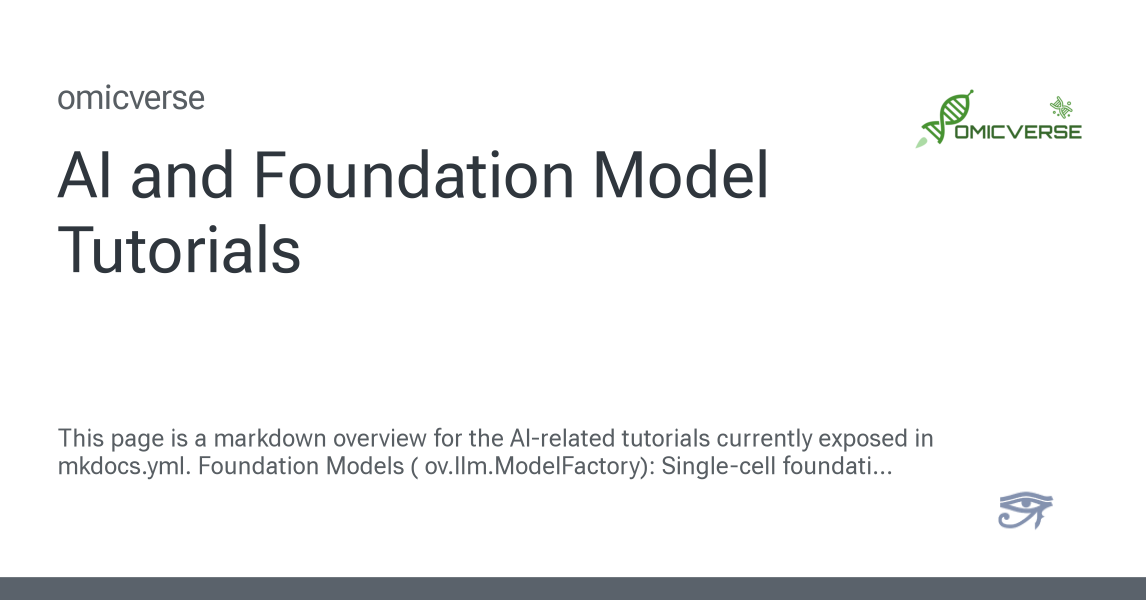 omicverse
OMICVERSE
AI and Foundation Model
Tutorials
This page is a markdown overview for the AI-related tutorials currently exposed in
mkdocs.yml. Foundation Models ( ov.llm.ModelFactory): Single-cell foundati...